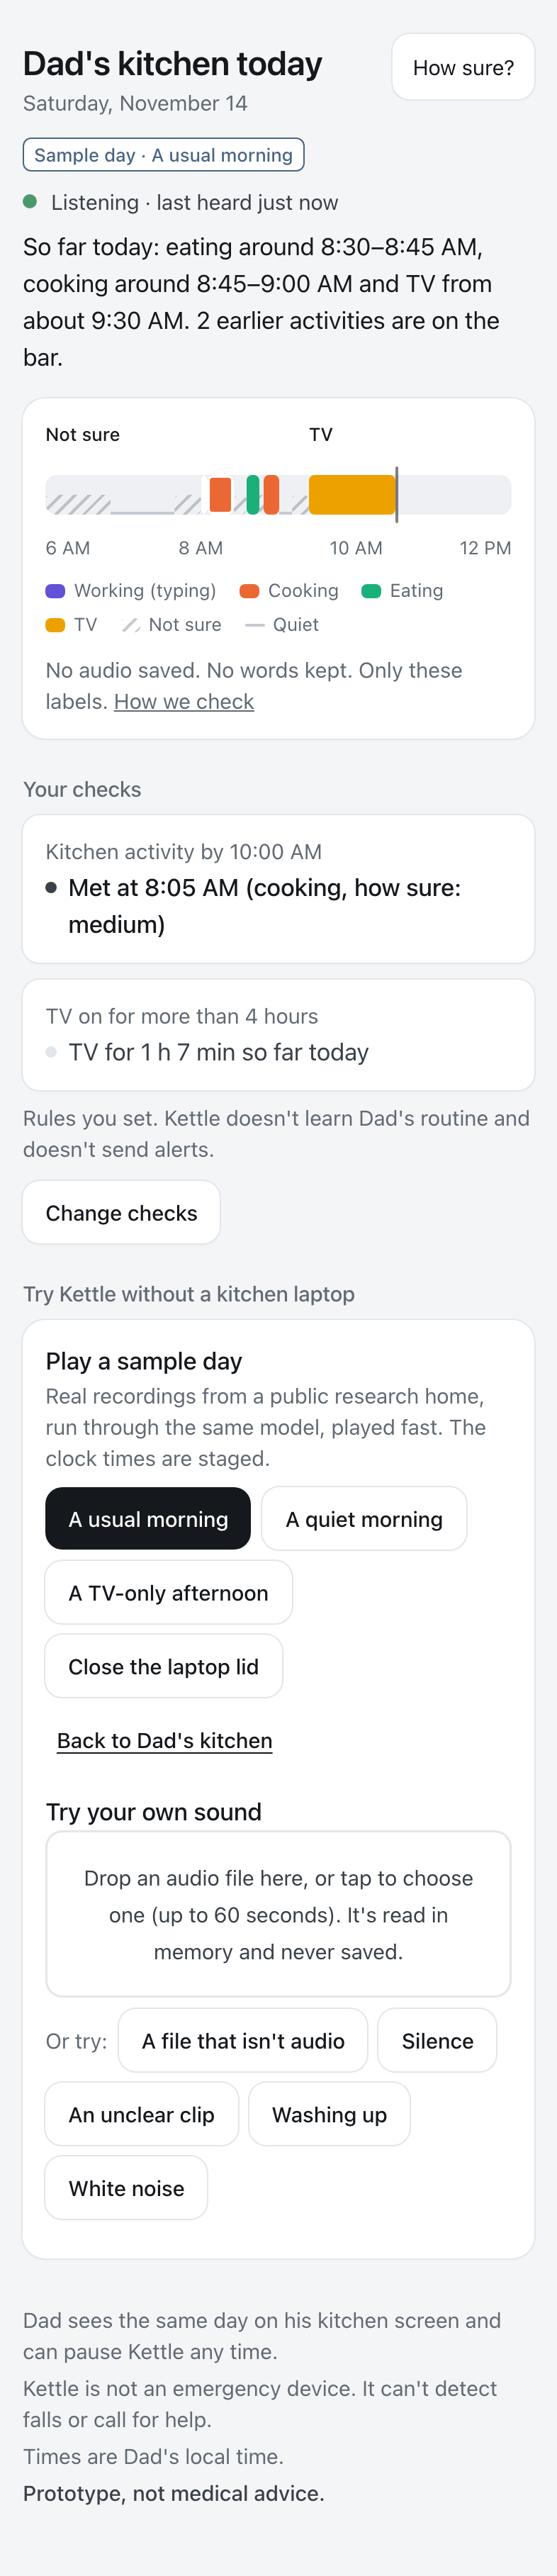 Dad's kitchen today
How sure?
Saturday, November 14
Sample day · A usual morning
Listening · last heard just now
So far today: eating around 8:30–8:45 AM,
cooking around 8:45–9:00 AM and TV from
about 9:30 AM. 2 earlier activities are on the
bar.
Not sure
TV
6 AM
8 AM
10 AM
12 PM
Working (typing)
Cooking
Eating
TV
Not sure
Quiet
No audio saved. No words kept. Only these
labels. How we check
Your checks
Kitchen activity by 10:00 AM
Met at 8:05 AM (cooking, how sure:
medium)
TV on for more than 4 hours
TV for 1 h 7 min so far today
Rules you set. Kettle doesn't learn Dad's routine and
doesn't send alerts.
Change checks
Try Kettle without a kitchen laptop
Play a sample day
Real recordings from a public research home,
run through the same model, played fast. The
clock times are staged.
A usual morning
A quiet morning
A TV-only afternoon
Close the laptop lid
Back to Dad's kitchen
Try your own sound
Drop an audio file here, or tap to choose
one (up to 60 seconds). It's read in
memory and never saved.
Or try:
A file that isn't audio
Silence
An unclear clip
Washing up
White noise
Dad sees the same day on his kitchen screen and
can pause Kettle any time.
Kettle is not an emergency device. It can't detect
falls or call for help.
Times are Dad's local time.
Prototype, not medical advice.